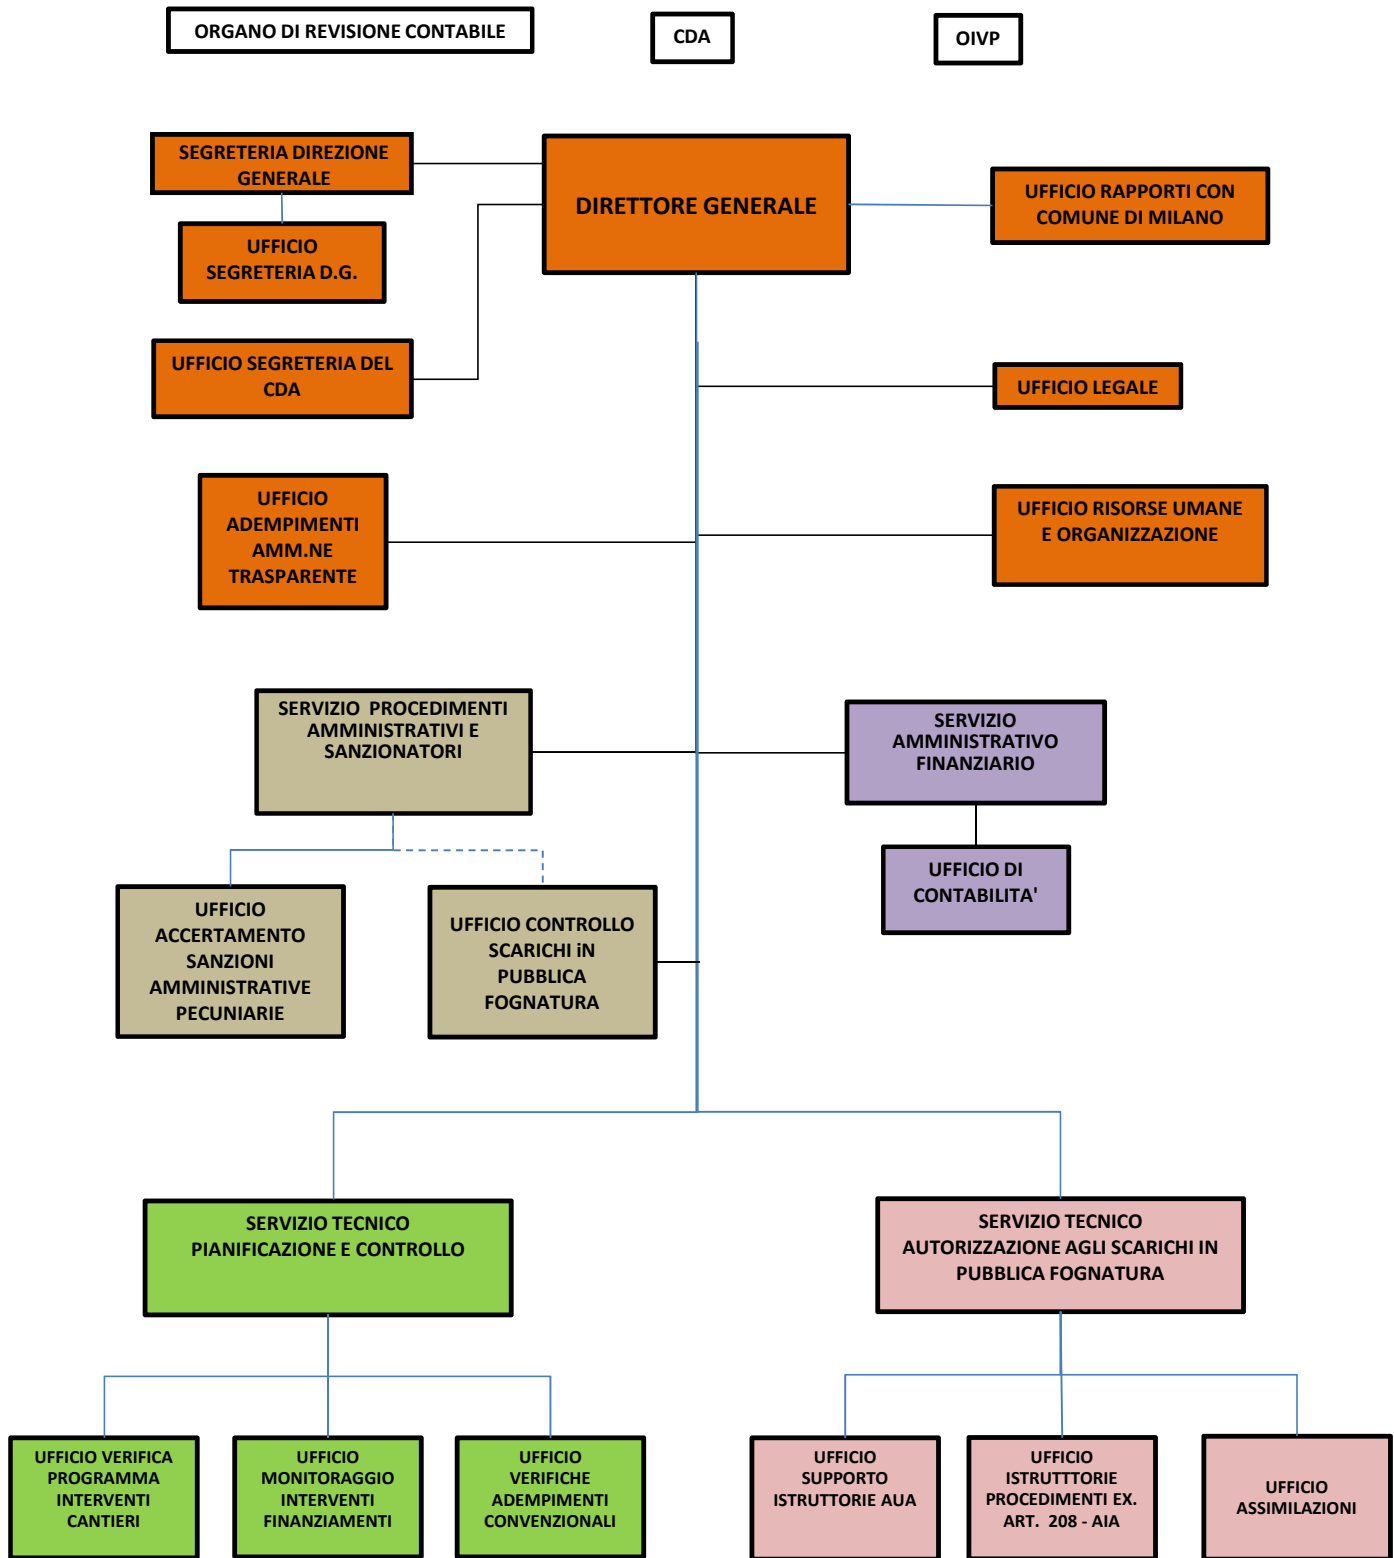 ORGANO DI REVISIONE CONTABILE
CDA
OIVP
SEGRETERIA DIREZIONE
GENERALE
DIRETTORE GENERALE
UFFICIO RAPPORTI CON
COMUNE DI MILANO
UFFICIO
SEGRETERIA D.G.
UFFICIO SEGRETERIA DEL
CDA
UFFICIO LEGALE
UFFICIO
ADEMPIMENTI
AMM.NE
TRASPARENTE
UFFICIO RISORSE UMANE
E ORGANIZZAZIONE
SERVIZIO PROCEDIMENTI
AMMINISTRATIVI E
SANZIONATORI
SERVIZIO
AMMINISTRATIVO
FINANZIARIO
UFFICIO DI
CONTABILITA'
UFFICIO
ACCERTAMENTO
SANZIONI
AMMINISTRATIVE
PECUNIARIE
UFFICIO CONTROLLO
SCARICHI iN
PUBBLICA
FOGNATURA
SERVIZIO TECNICO
PIANIFICAZIONE E CONTROLLO
SERVIZIO TECNICO
AUTORIZZAZIONE AGLI SCARICHI IN
PUBBLICA FOGNATURA
UFFICIO VERIFICA
PROGRAMMA
INTERVENTI
CANTIERI
UFFICIO
MONITORAGGIO
INTERVENTI
FINANZIAMENTI
UFFICIO
VERIFICHE
ADEMPIMENTI
CONVENZIONALI
UFFICIO
SUPPORTO
ISTRUTTORIE AUA
UFFICIO
ISTRUTTTORIE
PROCEDIMENTI EX.
ART. 208 - AIA
UFFICIO
ASSIMILAZIONI